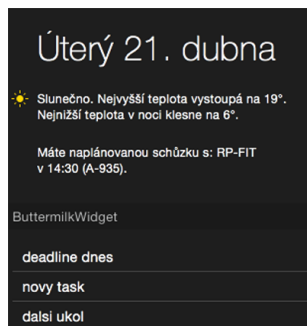 Úterý 21. dubna
Slunečno. Nejvyšší teplota vystoupá na 19°.
Nejnižší teplota v noci klesne na 6°.
Máte naplánovanou schůzku s: RP-FIT
v 14:30 (A-935).
ButtermilkWidget
deadline dnes
novy task
dalsi ukol